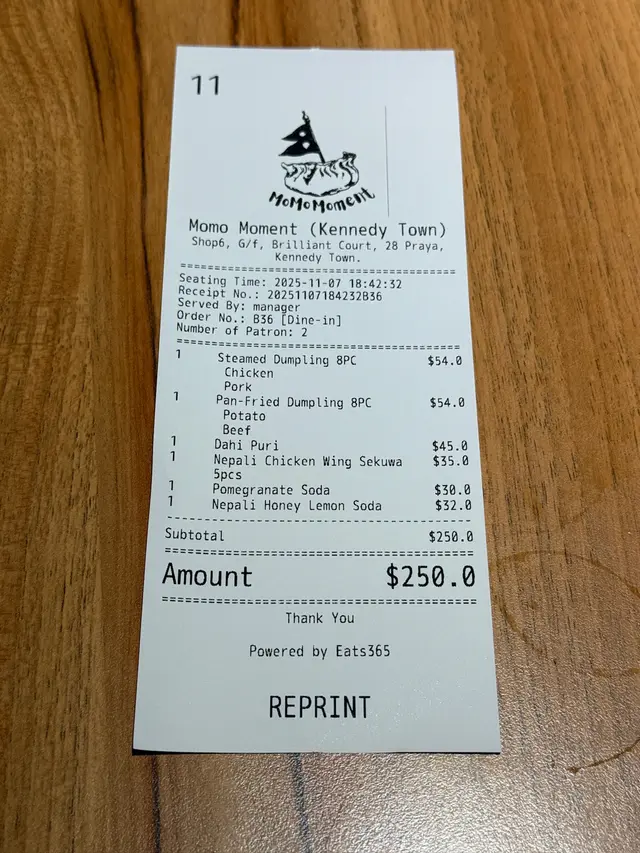 11
MoMoMoment
Momo Moment (Kennedy Town)
Shop6, G/f, Brilliant Court, 28 Praya,
Kennedy Town.
Seating Time: 2025-11-07 18:42:32
Receipt No.: 20251107184232B36
Served By: manager
Order No.: B36 [Dine-in]
Number of Patron: 2
1 Steamed Dumpling 8PC $54.0
Chicken
Pork
1 Pan-Fried Dumpling 8PC $54.0
Potato
Beef
1 Dahi Puri $45.0
1 Nepali Chicken Wing Sekuwa $35.0
5pcs
1 Pomegranate Soda $30.0
1 Nepali Honey Lemon Soda $32.0
Subtotal $250.0
Amount $250.0
Thank You
Powered by Eats365
REPRINT